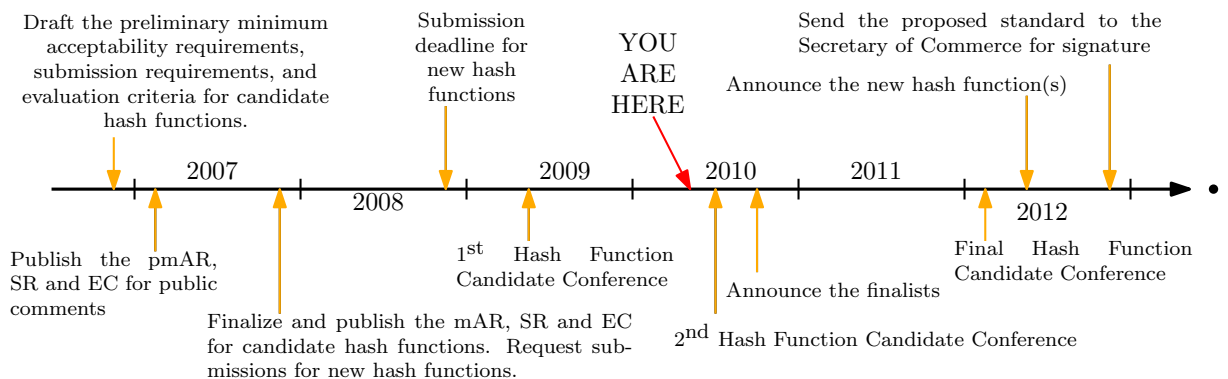 Draft the preliminary minimum
acceptability requirements,
submission requirements, and
evaluation criteria for candidate
hash functions.
Submission
deadline for
new hash
functions
YOU
ARE
HERE
Send the proposed standard to the
Secretary of Commerce for signature
Announce the new hash function(s)
2007
2008
2009
2010
2011
2012
Publish the pmAR,
SR and EC for public
comments
Finalize and publish the mAR, SR and EC
for candidate hash functions. Request sub-
missions for new hash functions.
1st Hash Function
Candidate Conference
2nd Hash Function Candidate Conference
Announce the finalists
Final Hash Function
Candidate Conference